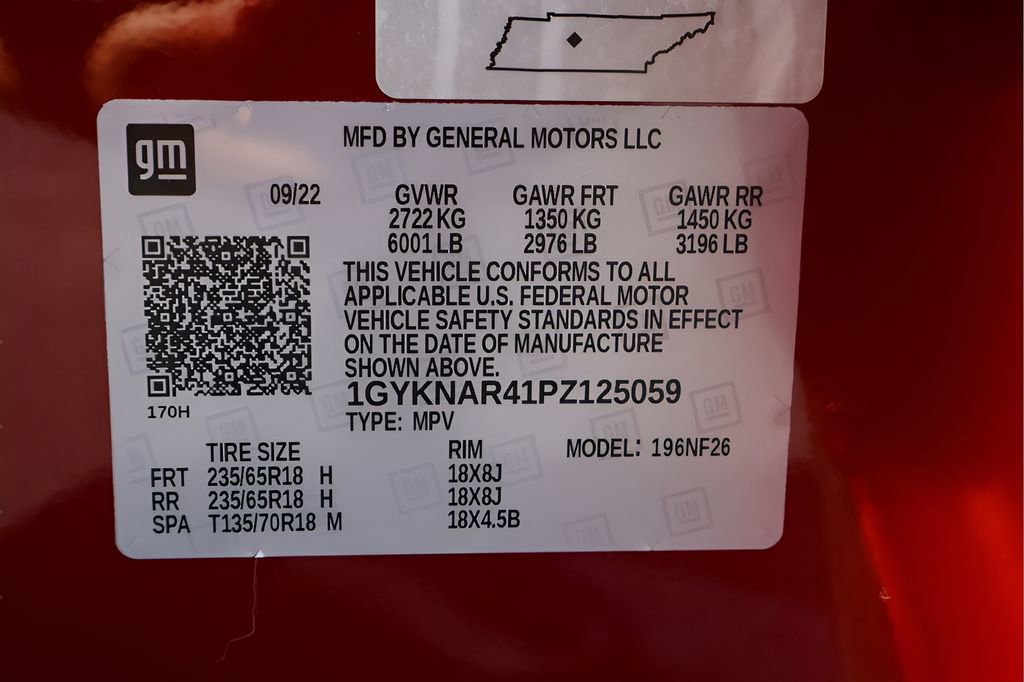 gm
MFD BY GENERAL MOTORS LLC
09/22 GVWR GAWR FRT GAWR RR
2722 KG 1350 KG 1450 KG
6001 LB 2976 LB 3196 LB
THIS VEHICLE CONFORMS TO ALL
APPLICABLE U.S. FEDERAL MOTOR
VEHICLE SAFETY STANDARDS IN EFFECT
ON THE DATE OF MANUFACTURE
SHOWN ABOVE.
1GYKNAR41PZ125059
170H
TYPE: MPV
TIRE SIZE RIM MODEL: 196NF26
FRT 235/65R18 H 18X8J
RR 235/65R18 H 18X8J
SPA T135/70R18 M 18X4.5B